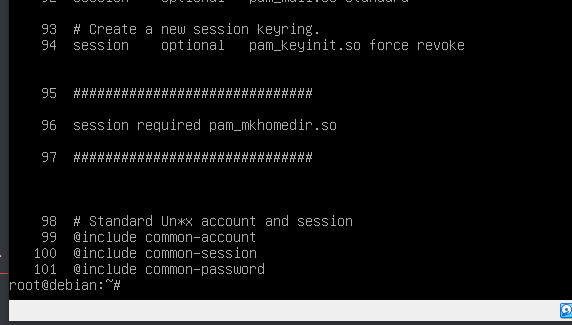 92 session optional pam_mail.so standard
93 # Create a new session keyring.
94 session optional pam_keyinit.so force revoke
95 ##############################
96 session required pam_mkhomedir.so
97 ##############################
98 # Standard Un*x account and session
99 @include common-account
100 @include common-session
101 @include common-password
root@debian:~#